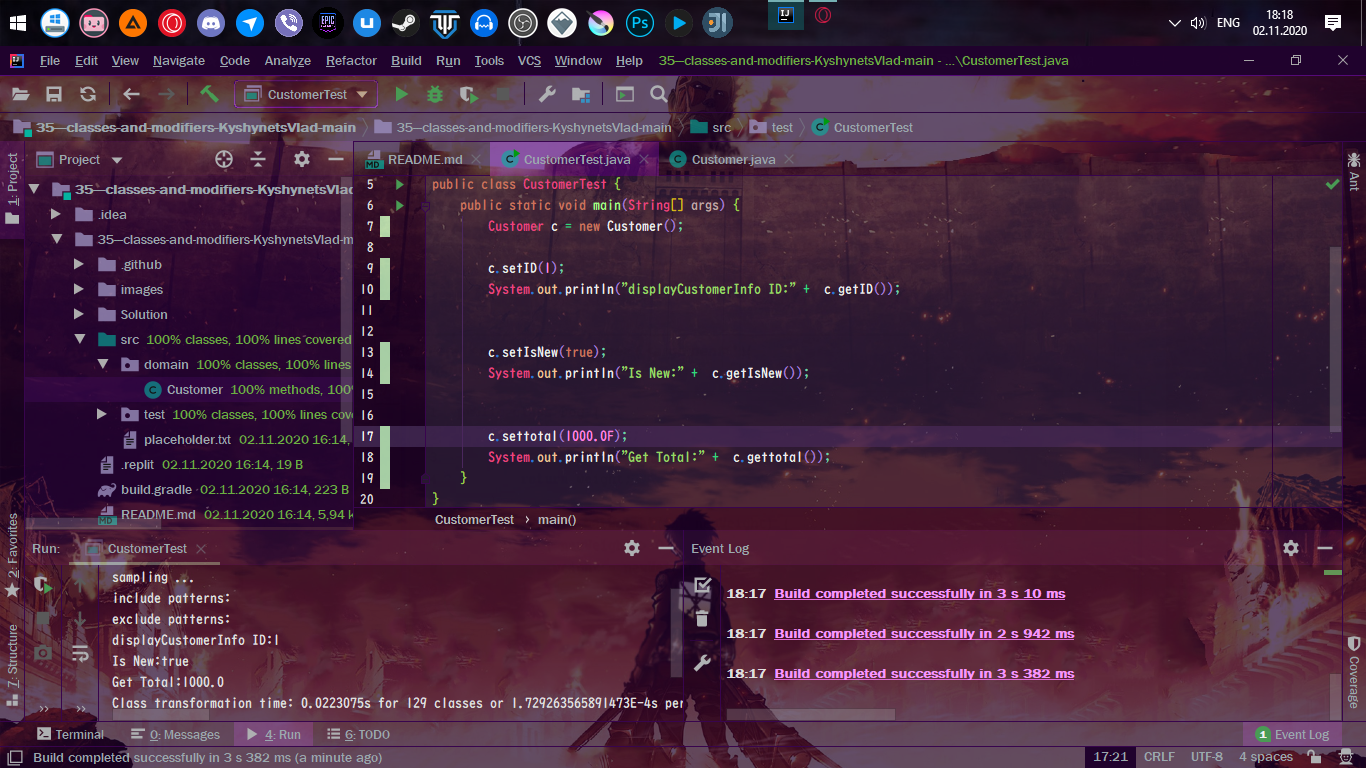 ENG
18:18
02.11.2020
File Edit View Navigate Code Analyze Refactor Build Run Tools VCS Window Help 35-classes-and-modifiers-KyshynetsVlad-main - ...\CustomerTest.java
CustomerTest
35—classes-and-modifiers-KyshynetsVlad-main 35—classes-and-modifiers-KyshynetsVlad-main src test CustomerTest
1: Project
Project
README.md CustomerTest.java Customer.java
Ant
35—classes-and-modifiers-KyshynetsVlad
.idea
35—classes-and-modifiers-KyshynetsVlad-m
.github
images
Solution
src 100% classes, 100% lines covered
domain 100% classes, 100% lines
Customer 100% methods, 100%
test 100% classes, 100% lines cov
placeholder.txt 02.11.2020 16:14,
.replit 02.11.2020 16:14, 19 B
build.gradle 02.11.2020 16:14, 223 B
README.md 02.11.2020 16:14, 5,94 k
5 public class CustomerTest {
6 public static void main(String[] args) {
7 Customer c = new Customer();
8
9 c.setID(1);
10 System.out.println("displayCustomerInfo ID:" + c.getID());
11
12
13 c.setIsNew(true);
14 System.out.println("Is New:" + c.getIsNew());
15
16
17 c.settotal(1000.0F);
18 System.out.println("Get Total:" + c.gettotal());
19 }
20 }
CustomerTest › main()
2: Favorites
7: Structure
Run: CustomerTest
sampling ...
include patterns:
exclude patterns:
displayCustomerInfo ID:1
Is New:true
Get Total:1000.0
Class transformation time: 0.0223075s for 129 classes or 1.729263565891473E-4s per
Event Log
18:17 Build completed successfully in 3 s 10 ms
18:17 Build completed successfully in 2 s 942 ms
18:17 Build completed successfully in 3 s 382 ms
Coverage
Terminal 0: Messages 4: Run 6: TODO 1 Event Log
Build completed successfully in 3 s 382 ms (a minute ago) 17:21 CRLF UTF-8 4 spaces